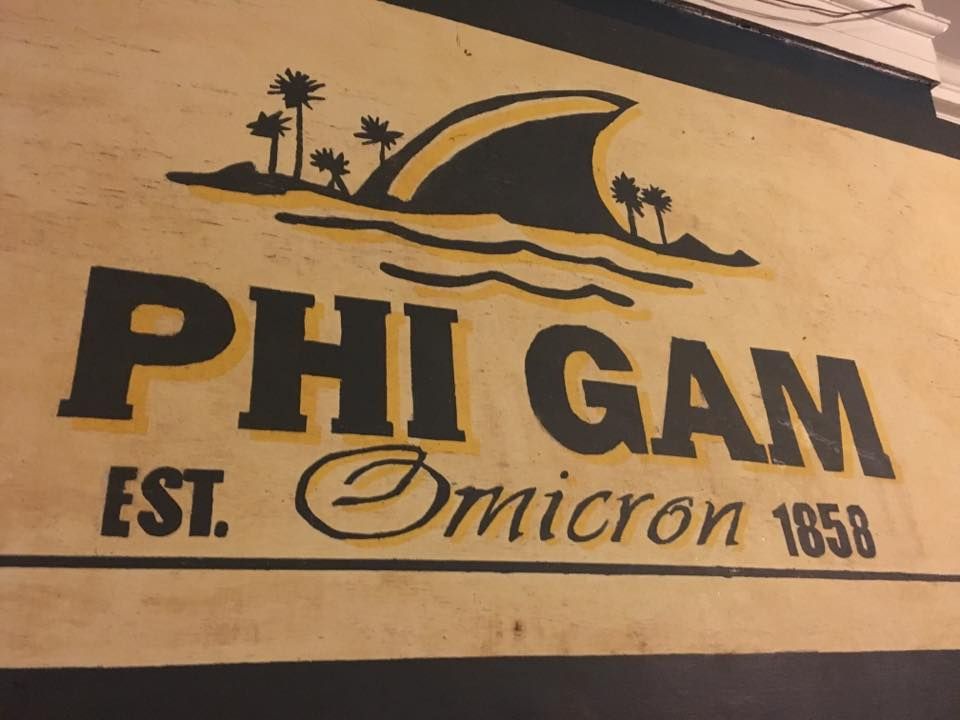 PHI GAM
EST. Omicron 1858